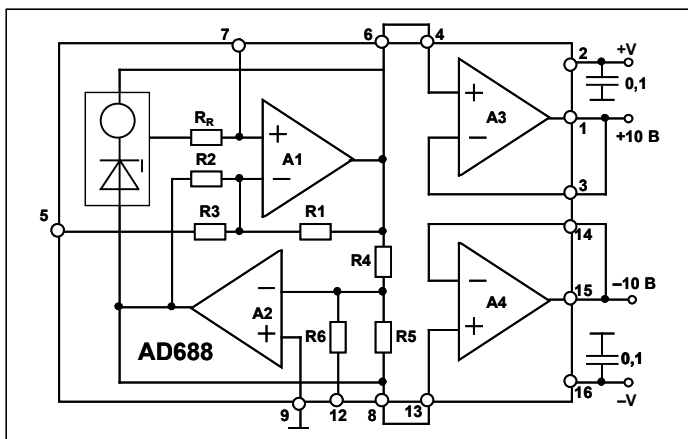 7 6 4 2 +V
0,1
R_R A3
+ + 1 +10 В
R2 A1 −
− 3
5 R3 R1 14
R4
− 15 −10 В
− A4
A2 R6 R5 +
+ 0,1
AD688
16
9 12 8 13 −V